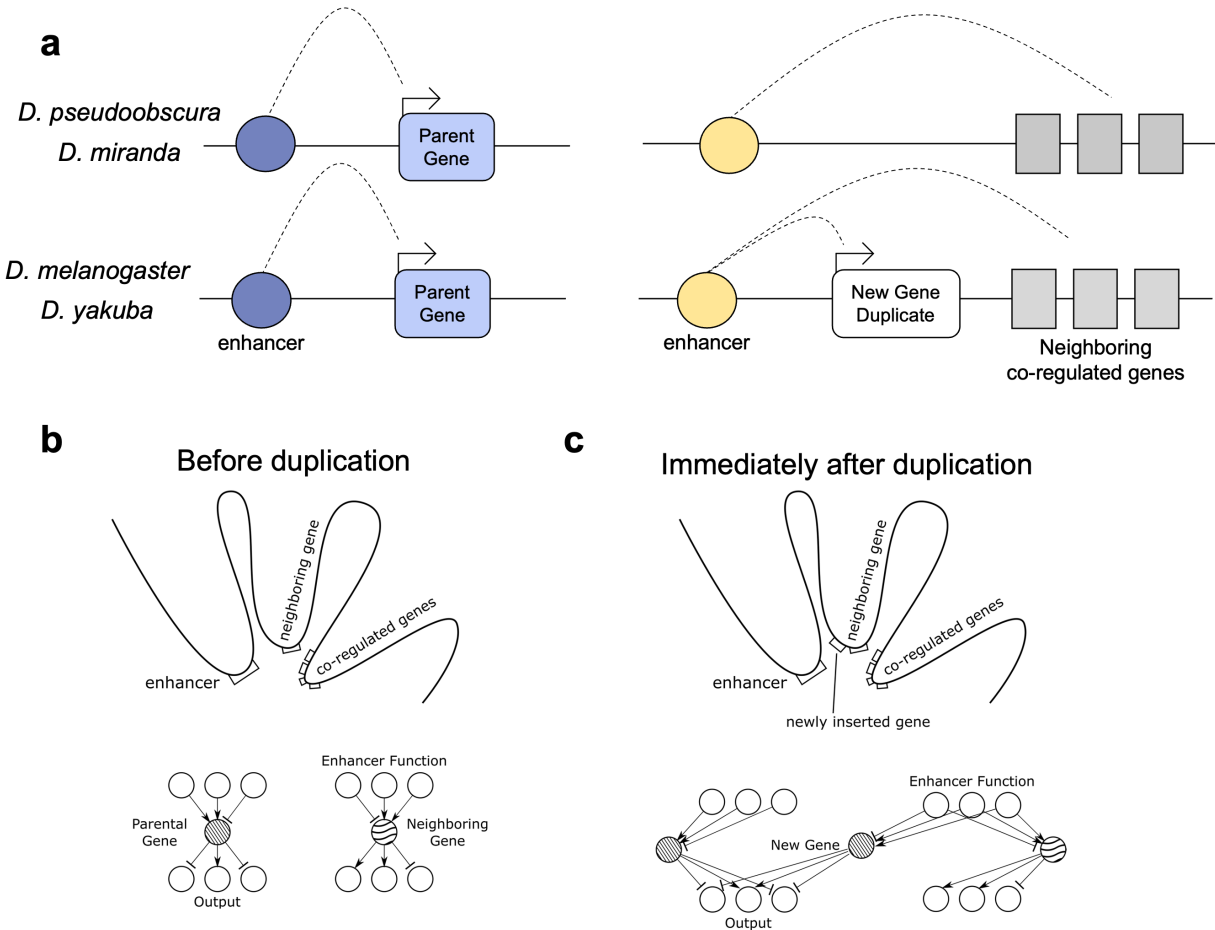 a
D. pseudoobscura
D. miranda
Parent
Gene
D. melanogaster
D. yakuba
enhancer
Parent
Gene
enhancer
New Gene
Duplicate
Neighboring
co-regulated genes
b
Before duplication
enhancer
neighboring gene
co-regulated genes
Parental
Gene
Output
Enhancer Function
Neighboring
Gene
c
Immediately after duplication
enhancer
newly inserted gene
neighboring gene
co-regulated genes
Enhancer Function
New Gene
Output